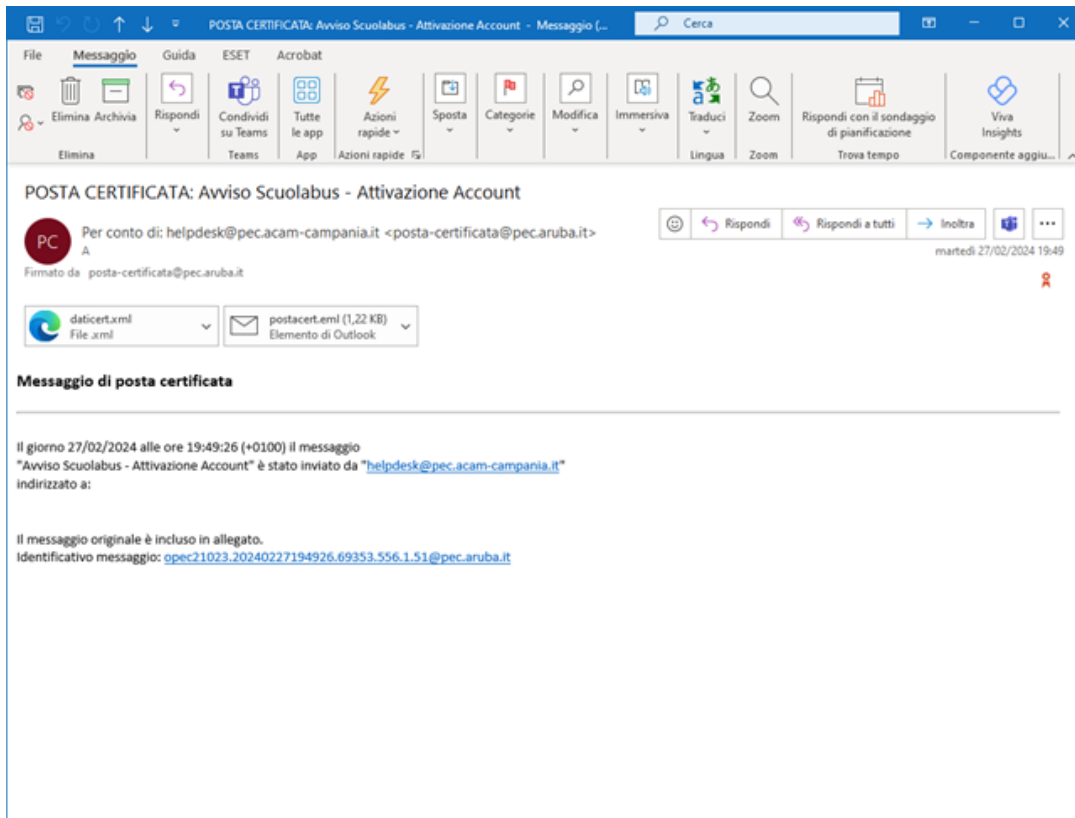 POSTA CERTIFICATA: Avviso Scuolabus - Attivazione Account - Messaggio (...
Cerca
File Messaggio Guida ESET Acrobat
Elimina Archivia
Rispondi
Condividi su Teams
Tutte le app
Azioni rapide
Sposta
Categorie
Modifica
Immersiva
Traduci
Zoom
Rispondi con il sondaggio di pianificazione
Viva Insights
Elimina Teams App Azioni rapide Lingua Zoom Trova tempo Componente aggiu...
POSTA CERTIFICATA: Avviso Scuolabus - Attivazione Account
PC
Per conto di: helpdesk@pec.acam-campania.it <posta-certificata@pec.aruba.it>
A
Rispondi Rispondi a tutti Inoltra ...
martedì 27/02/2024 19:49
Firmato da posta-certificata@pec.aruba.it
daticert.xml
File .xml
postacert.eml (1,22 KB)
Elemento di Outlook
Messaggio di posta certificata
Il giorno 27/02/2024 alle ore 19:49:26 (+0100) il messaggio
"Avviso Scuolabus - Attivazione Account" è stato inviato da "helpdesk@pec.acam-campania.it"
indirizzato a:
Il messaggio originale è incluso in allegato.
Identificativo messaggio: opec21023.20240227194926.69353.556.1.51@pec.aruba.it